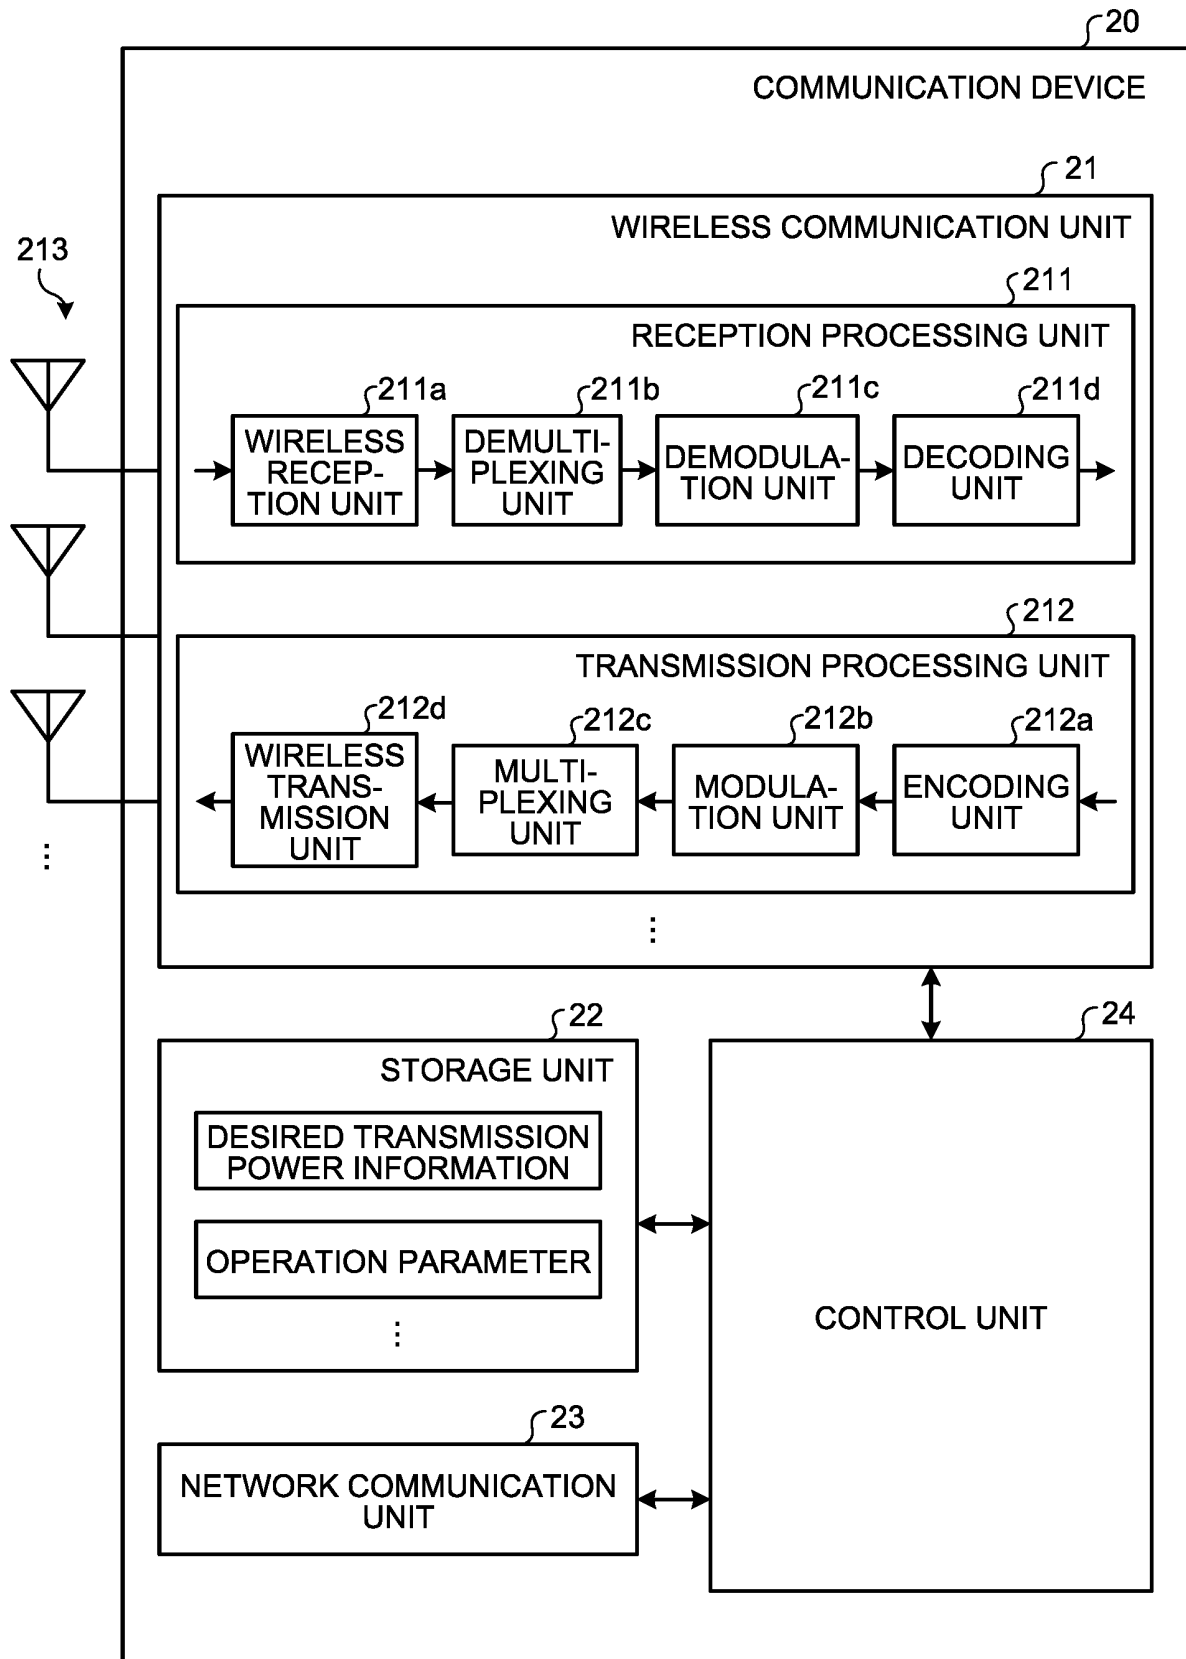 20
COMMUNICATION DEVICE
21
WIRELESS COMMUNICATION UNIT
213
211
RECEPTION PROCESSING UNIT
211a
211b
211c
211d
WIRELESS
RECEP-
TION UNIT
DEMULTI-
PLEXING
UNIT
DEMODULA-
TION UNIT
DECODING
UNIT
212
TRANSMISSION PROCESSING UNIT
212d
212c
212b
212a
WIRELESS
TRANS-
MISSION
UNIT
MULTI-
PLEXING
UNIT
MODULA-
TION UNIT
ENCODING
UNIT
...
...
22
STORAGE UNIT
DESIRED TRANSMISSION
POWER INFORMATION
OPERATION PARAMETER
...
24
CONTROL UNIT
23
NETWORK COMMUNICATION
UNIT